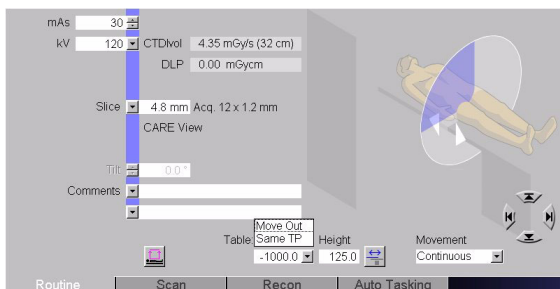 mAs 30
kV 120 CTDIvol 4.35 mGy/s (32 cm)
DLP 0.00 mGycm
Slice 4.8 mm Acq. 12 x 1.2 mm
CARE View
Tilt 0.0 °
Comments
Move Out
Table Same TP Height Movement
-1000.0 125.0 Continuous
Routine Scan Recon Auto Tasking